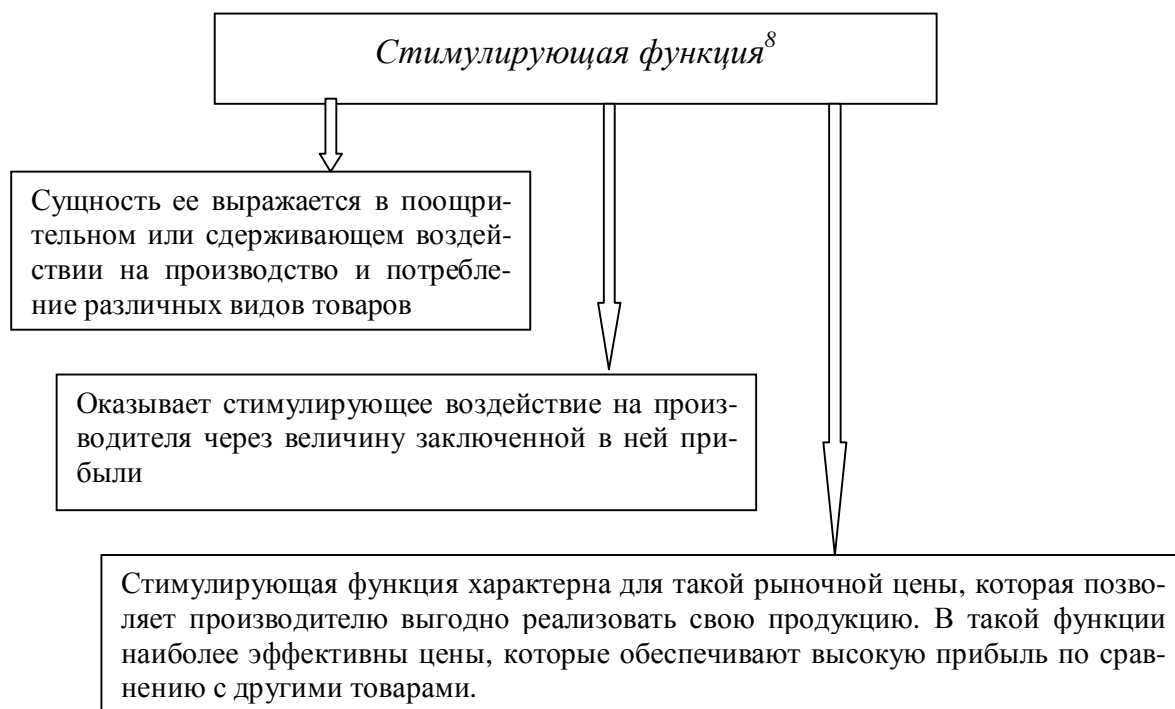 Стимулирующая функция⁸
Сущность ее выражается в поощри-
тельном или сдерживающем воздей-
ствии на производство и потребле-
ние различных видов товаров
Оказывает стимулирующее воздействие на произ-
водителя через величину заключенной в ней при-
были
Стимулирующая функция характерна для такой рыночной цены, которая позво-
ляет производителю выгодно реализовать свою продукцию. В такой функции
наиболее эффективны цены, которые обеспечивают высокую прибыль по срав-
нению с другими товарами.